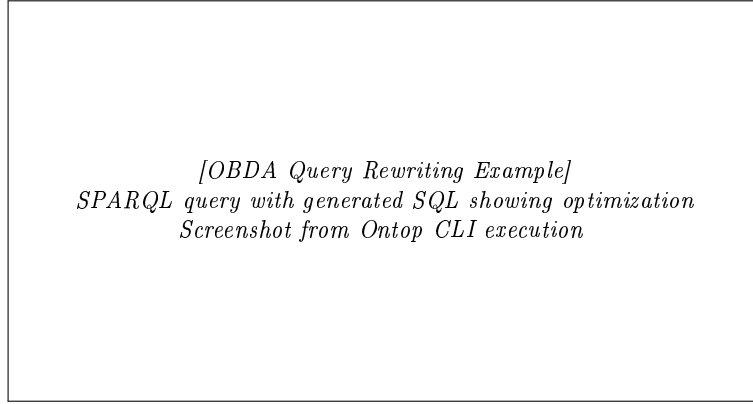 [OBDA Query Rewriting Example]
SPARQL query with generated SQL showing optimization
Screenshot from Ontop CLI execution